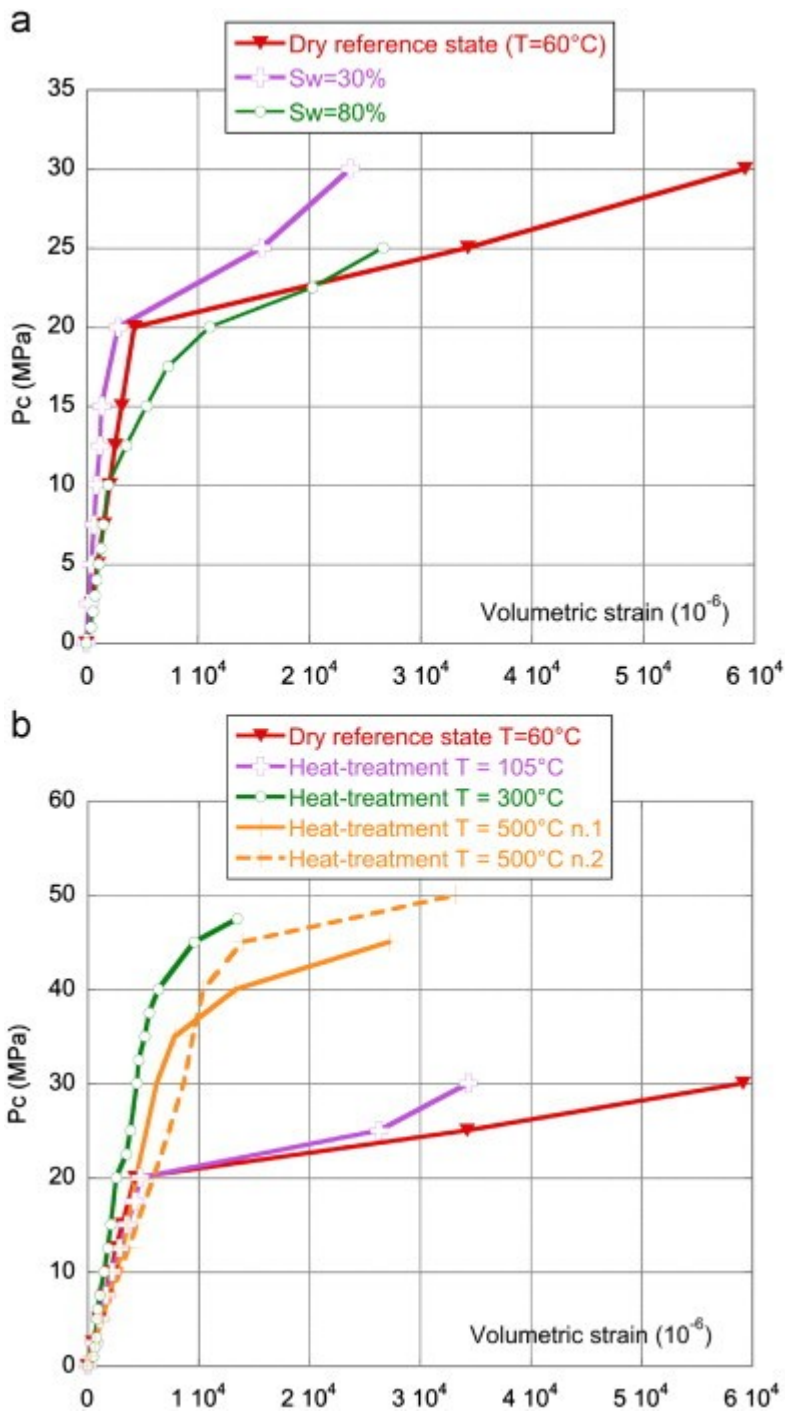 a
Dry reference state (T=60°C)
Sw=30%
Sw=80%
35
30
25
20
15
10
5
0
Pc (MPa)
Volumetric strain (10⁻⁶)
0 1 10⁴ 2 10⁴ 3 10⁴ 4 10⁴ 5 10⁴ 6 10⁴
b
Dry reference state T=60°C
Heat-treatment T = 105°C
Heat-treatment T = 300°C
Heat-treatment T = 500°C n.1
Heat-treatment T = 500°C n.2
60
50
40
30
20
10
0
Pc (MPa)
Volumetric strain (10⁻⁶)
0 1 10⁴ 2 10⁴ 3 10⁴ 4 10⁴ 5 10⁴ 6 10⁴